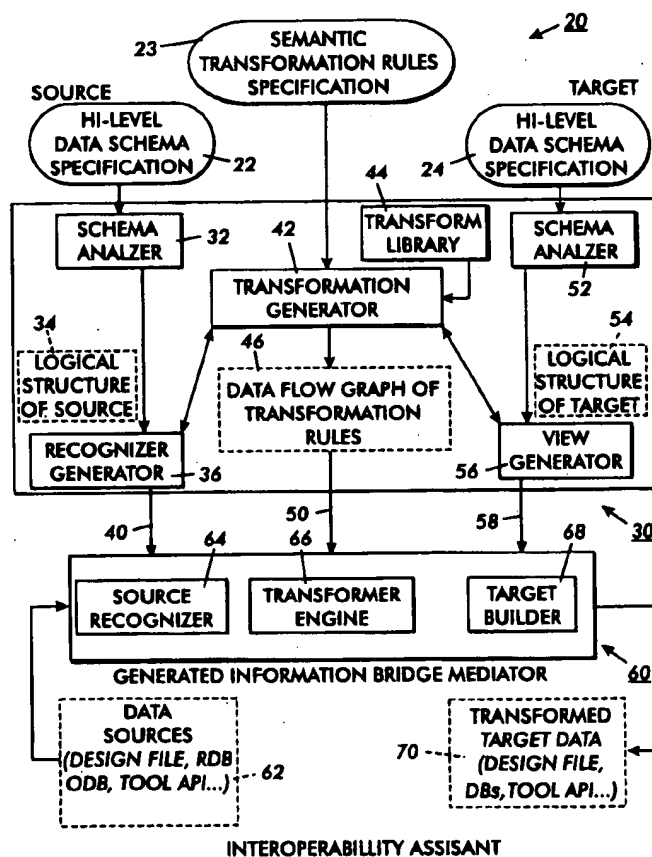 20
23
SEMANTIC
TRANSFORMATION RULES
SPECIFICATION
SOURCE
TARGET
HI-LEVEL
DATA SCHEMA
SPECIFICATION
22
24
HI-LEVEL
DATA SCHEMA
SPECIFICATION
44
SCHEMA
ANALZER
32
42
TRANSFORM
LIBRARY
SCHEMA
ANALZER
52
TRANSFORMATION
GENERATOR
34
LOGICAL
STRUCTURE
OF SOURCE
46
DATA FLOW GRAPH OF
TRANSFORMATION
RULES
54
LOGICAL
STRUCTURE
OF TARGET
RECOGNIZER
GENERATOR
36
56
VIEW
GENERATOR
40
50
58
30
64
SOURCE
RECOGNIZER
66
TRANSFORMER
ENGINE
68
TARGET
BUILDER
GENERATED INFORMATION BRIDGE MEDIATOR
60
DATA
SOURCES
(DESIGN FILE, RDB
ODB, TOOL API...)
62
70
TRANSFORMED
TARGET DATA
(DESIGN FILE,
DBs,TOOL API...)
INTEROPERABILLITY ASSISANT